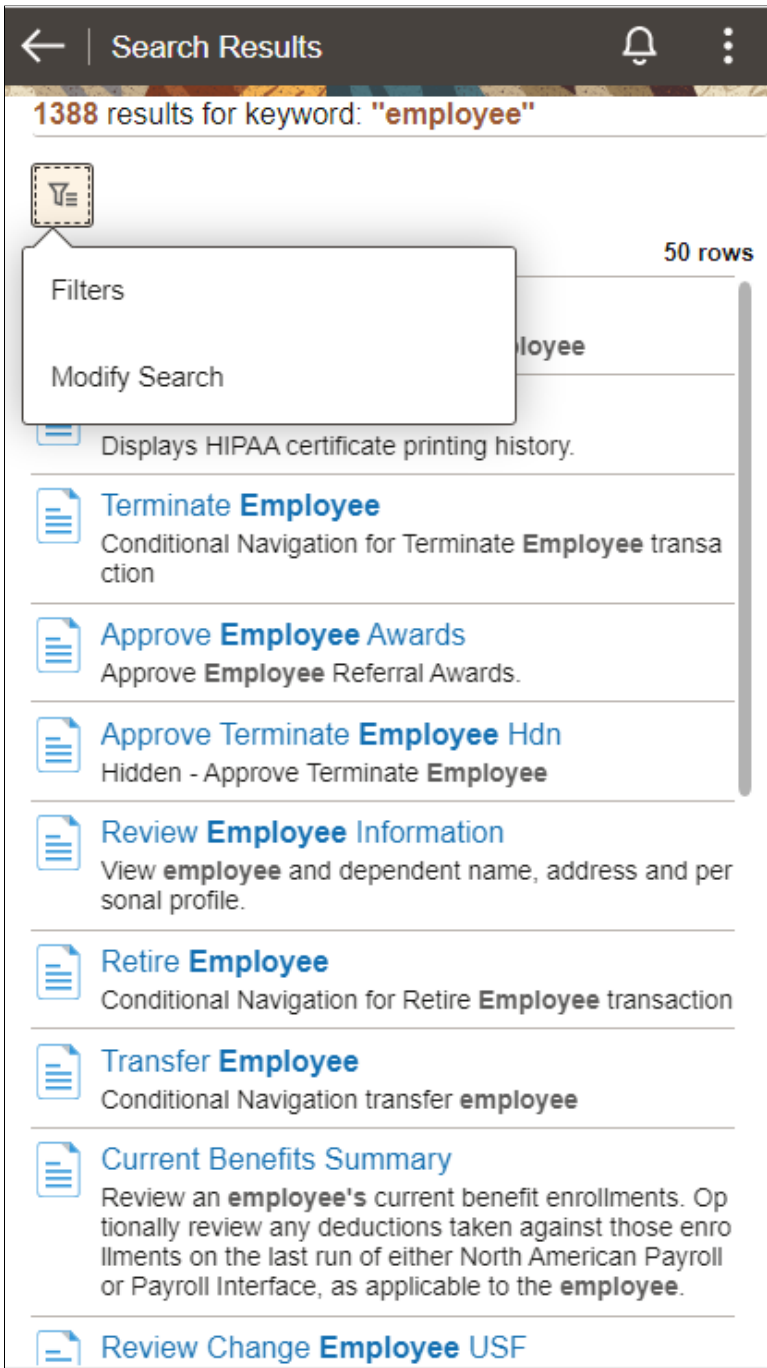 Search Results
1388 results for keyword: "employee"
50 rows
Filters
Modify Search
Displays HIPAA certificate printing history.
Terminate Employee
Conditional Navigation for Terminate Employee transa
ction
Approve Employee Awards
Approve Employee Referral Awards.
Approve Terminate Employee Hdn
Hidden - Approve Terminate Employee
Review Employee Information
View employee and dependent name, address and per
sonal profile.
Retire Employee
Conditional Navigation for Retire Employee transaction
Transfer Employee
Conditional Navigation transfer employee
Current Benefits Summary
Review an employee's current benefit enrollments. Op
tionally review any deductions taken against those enro
llments on the last run of either North American Payroll
or Payroll Interface, as applicable to the employee.
Review Change Employee USF